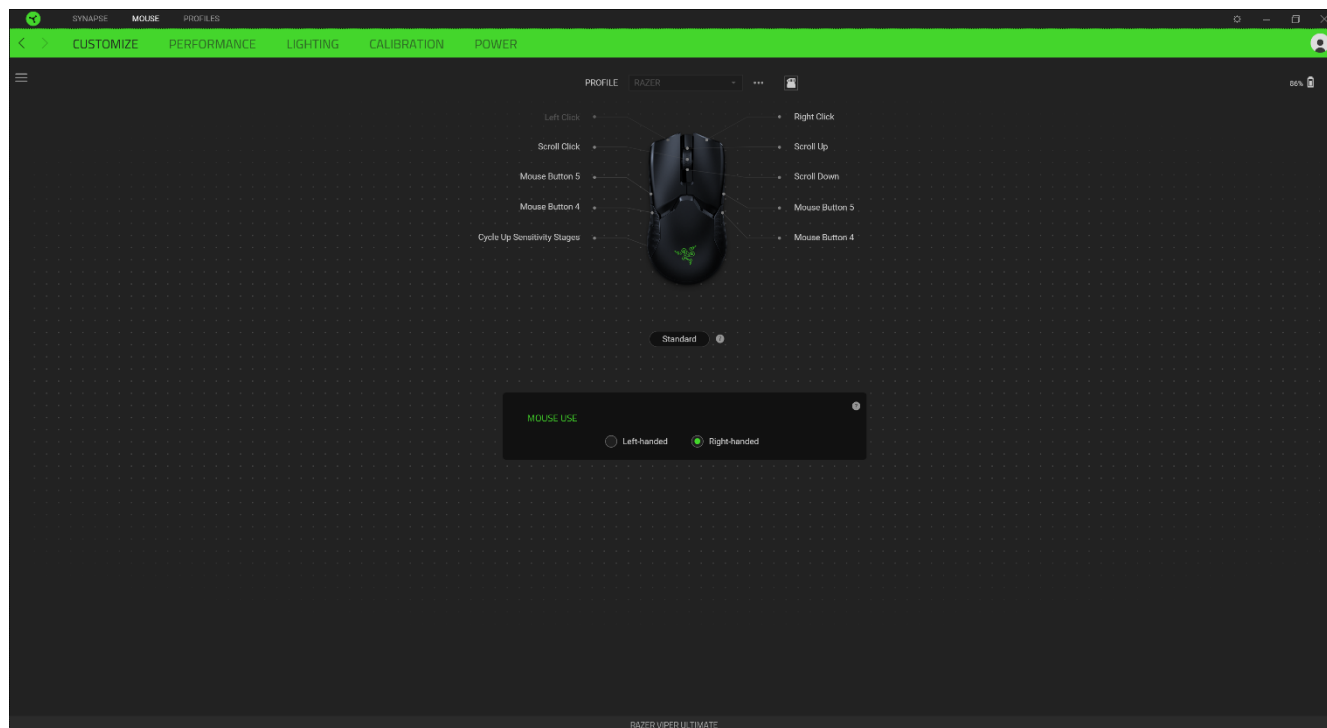 SYNAPSE MOUSE PROFILES
CUSTOMIZE PERFORMANCE LIGHTING CALIBRATION POWER
PROFILE RAZER
86%
Left Click
Scroll Click
Mouse Button 5
Mouse Button 4
Cycle Up Sensitivity Stages
Right Click
Scroll Up
Scroll Down
Mouse Button 5
Mouse Button 4
Standard
MOUSE USE
Left-handed Right-handed
RAZER VIPER ULTIMATE